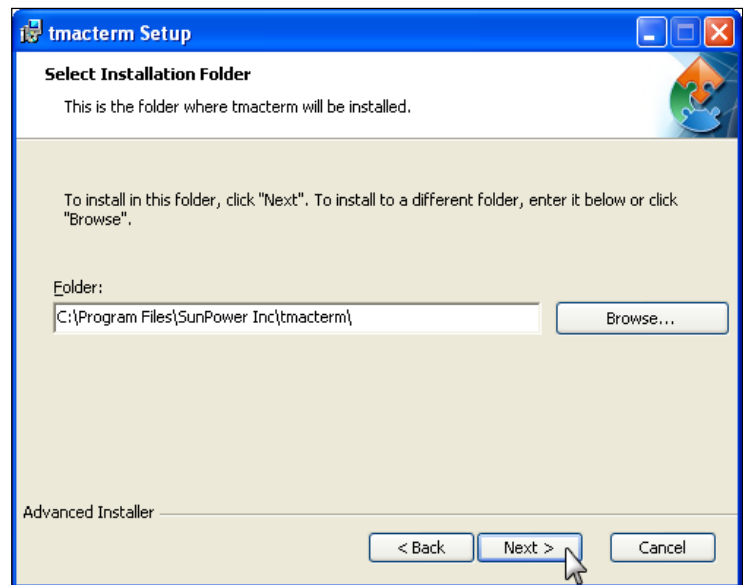 tmacterm Setup
Select Installation Folder
This is the folder where tmacterm will be installed.
To install in this folder, click "Next". To install to a different folder, enter it below or click
"Browse".
Folder:
C:\Program Files\SunPower Inc\tmacterm\
Browse...
Advanced Installer
< Back
Next >
Cancel